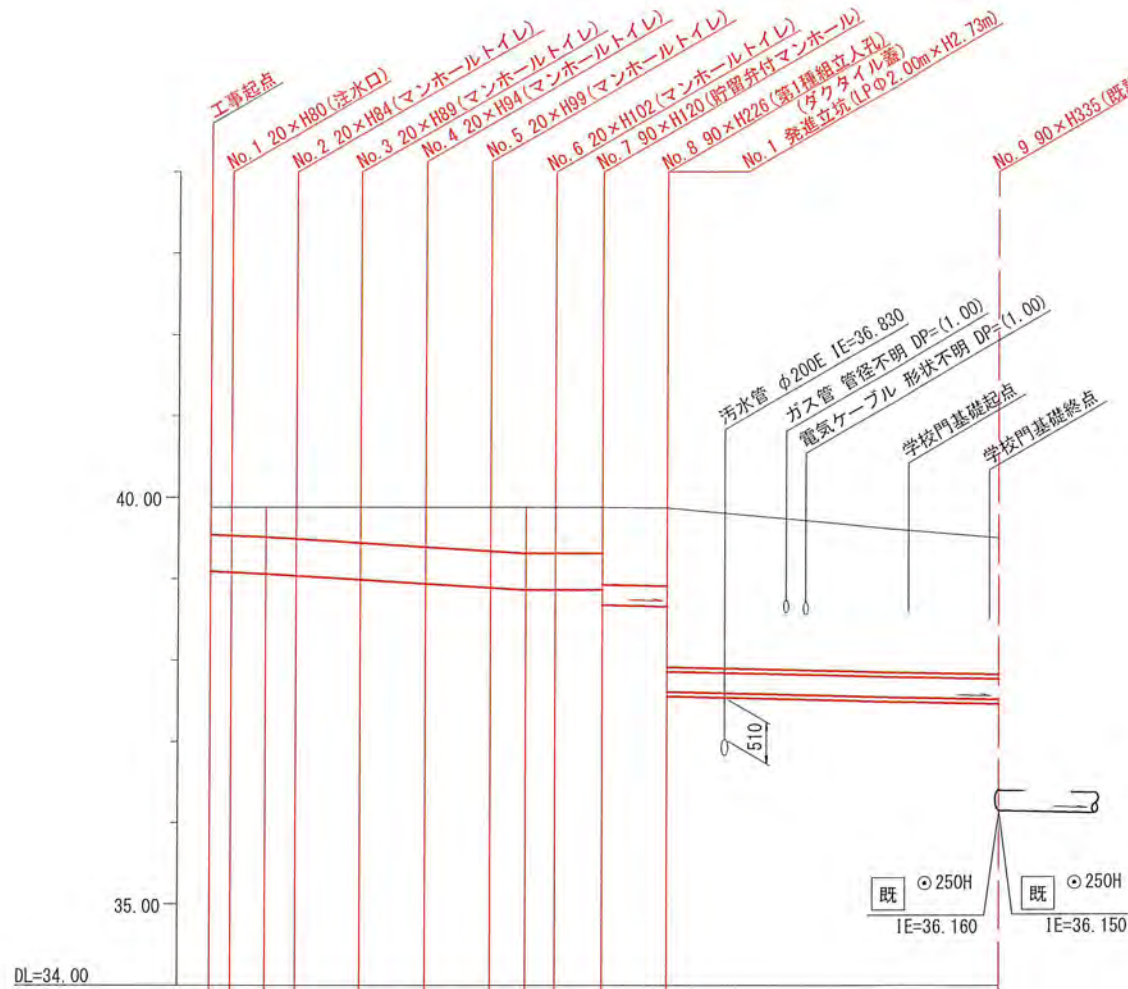 工事起点
No.1 20×H80(注水口)
No.2 20×H84(マンホールトイレ)
No.3 20×H89(マンホールトイレ)
No.4 20×H94(マンホールトイレ)
No.5 20×H99(マンホールトイレ)
No.6 20×H102(マンホールトイレ)
No.7 90×H120(貯留弁付マンホール)
No.8 90×H226(第1種組立人孔)
(ダクタイル蓋)
No.1 発進立坑(LPφ2.00m×H2.73m)
No.9 90×H335(既
汚水管 φ200E IE=36.830
ガス管 管径不明 DP=(1.00)
電気ケーブル 形状不明 DP=(1.00)
学校門基礎起点
学校門基礎終点
40.00
510
35.00
既 ⊙250H
IE=36.160
既 ⊙250H
IE=36.150
DL=34.00